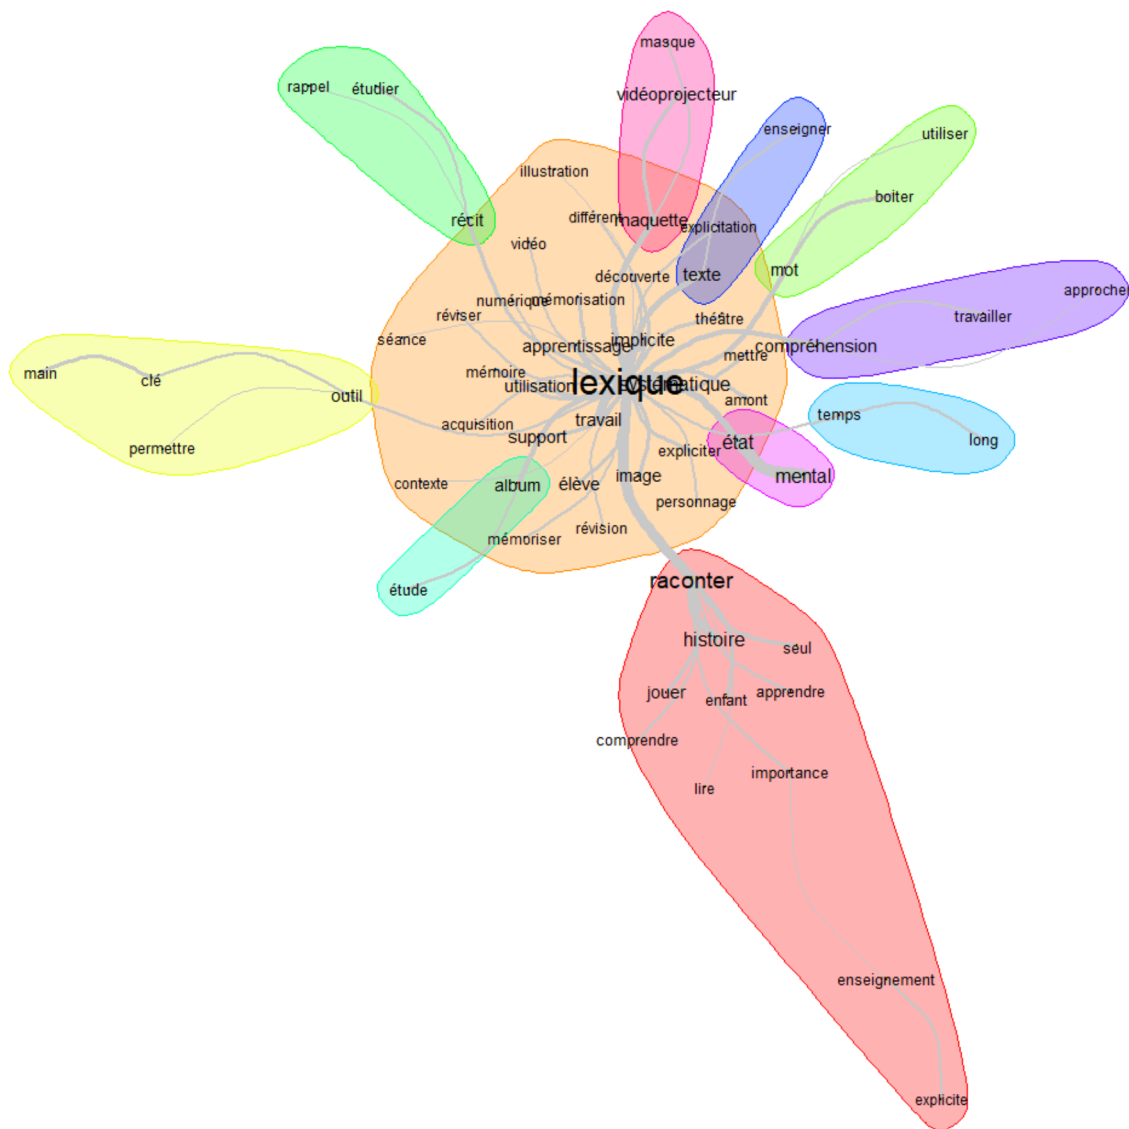 masque
rappel
étudier
vidéoprojecteur
enseigner
utiliser
illustration
boiter
récit
différent
maquette
explicitation
vidéo
découverte
texte
mot
approcher
numérique
mémorisation
réviser
théâtre
travailler
séance
apprentissage
implicite
compréhension
mettre
main
clé
mémoire
utilisation
lexique
systématique
outil
amont
acquisition
travail
temps
support
état
long
permettre
expliciter
contexte
album
élève
image
mental
personnage
mémoriser
révision
étude
raconter
histoire
seul
jouer
enfant
apprendre
comprendre
importance
lire
enseignement
explicite